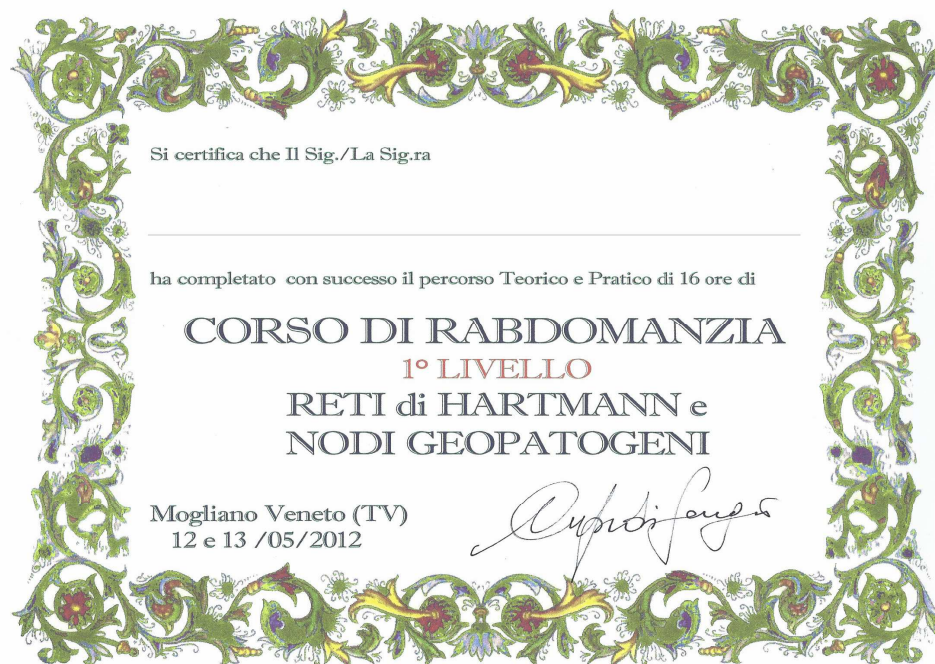 Si certifica che Il Sig./La Sig.ra
ha completato con successo il percorso Teorico e Pratico di 16 ore di
CORSO DI RABDOMANZIA
1° LIVELLO
RETI di HARTMANN e
NODI GEOPATOGENI
Mogliano Veneto (TV)
12 e 13 /05/2012